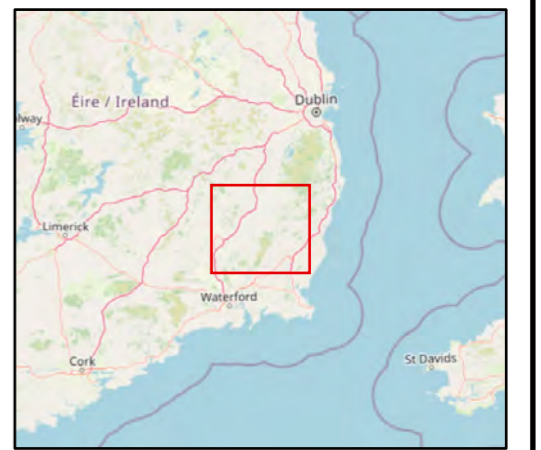 Éire / Ireland
Dublin
lway
Limerick
Waterford
Cork
St Davids